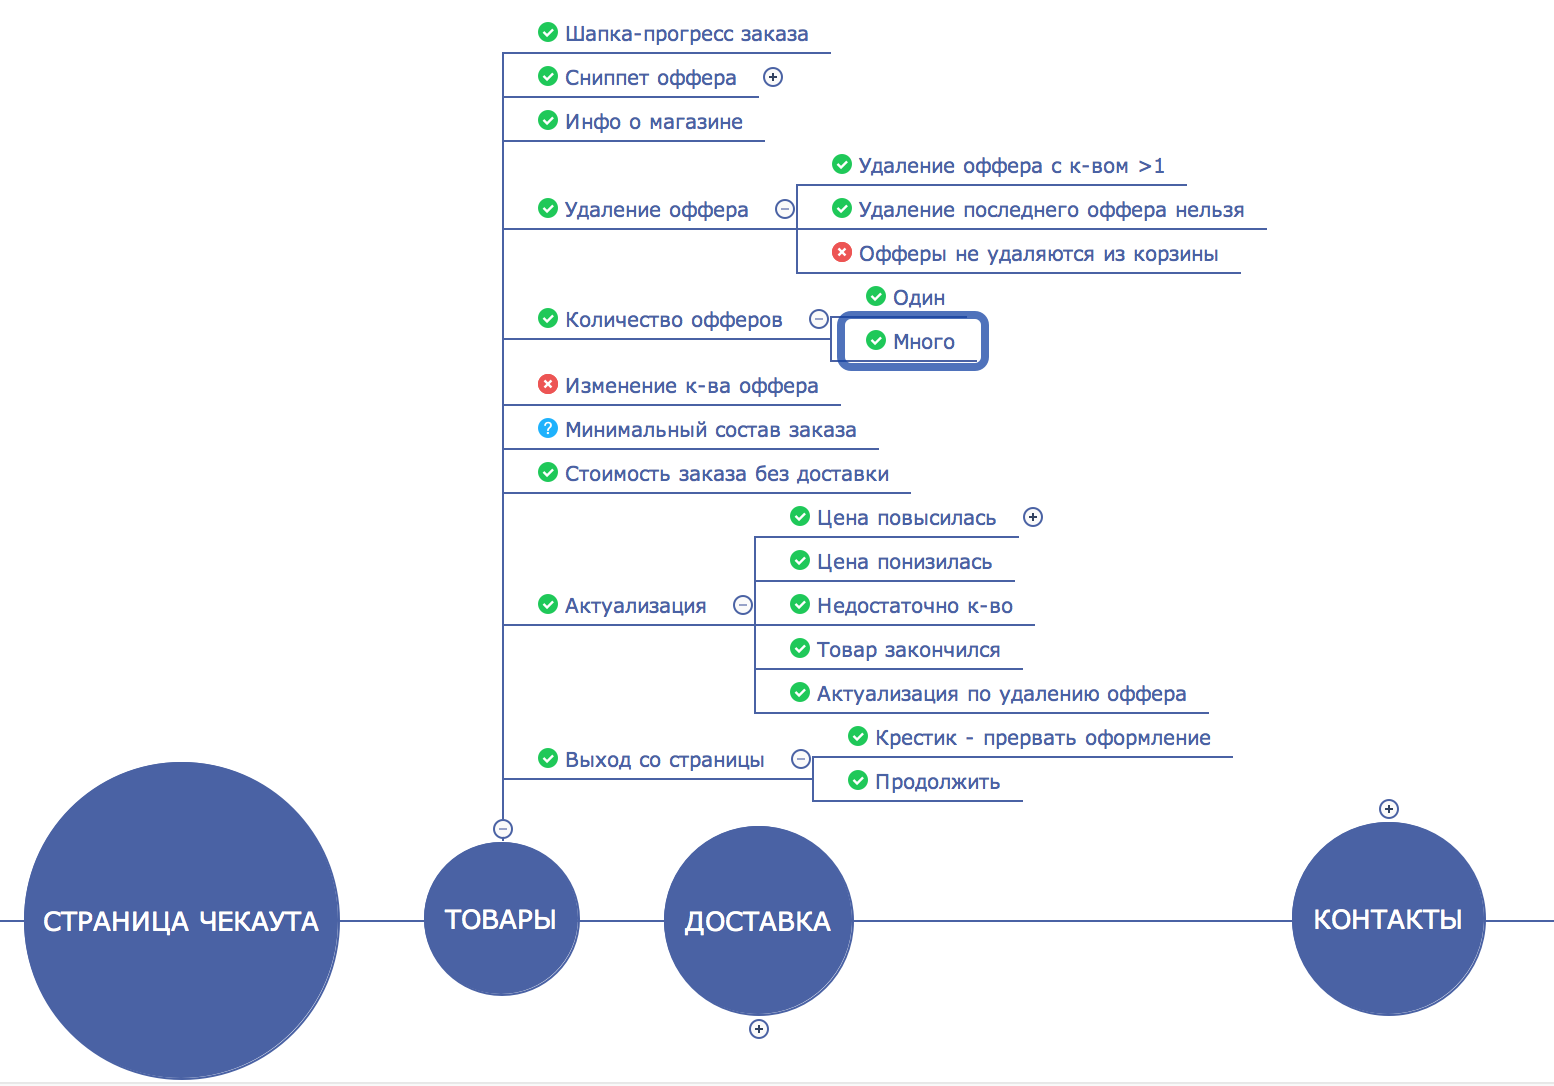 Шапка-прогресс заказа
Сниппет оффера
Инфо о магазине
Удаление оффера
Удаление оффера с к-вом >1
Удаление последнего оффера нельзя
Офферы не удаляются из корзины
Количество офферов
Один
Много
Изменение к-ва оффера
Минимальный состав заказа
Стоимость заказа без доставки
Актуализация
Цена повысилась
Цена понизилась
Недостаточно к-во
Товар закончился
Актуализация по удалению оффера
Выход со страницы
Крестик - прервать оформление
Продолжить
СТРАНИЦА ЧЕКАУТА
ТОВАРЫ
ДОСТАВКА
КОНТАКТЫ